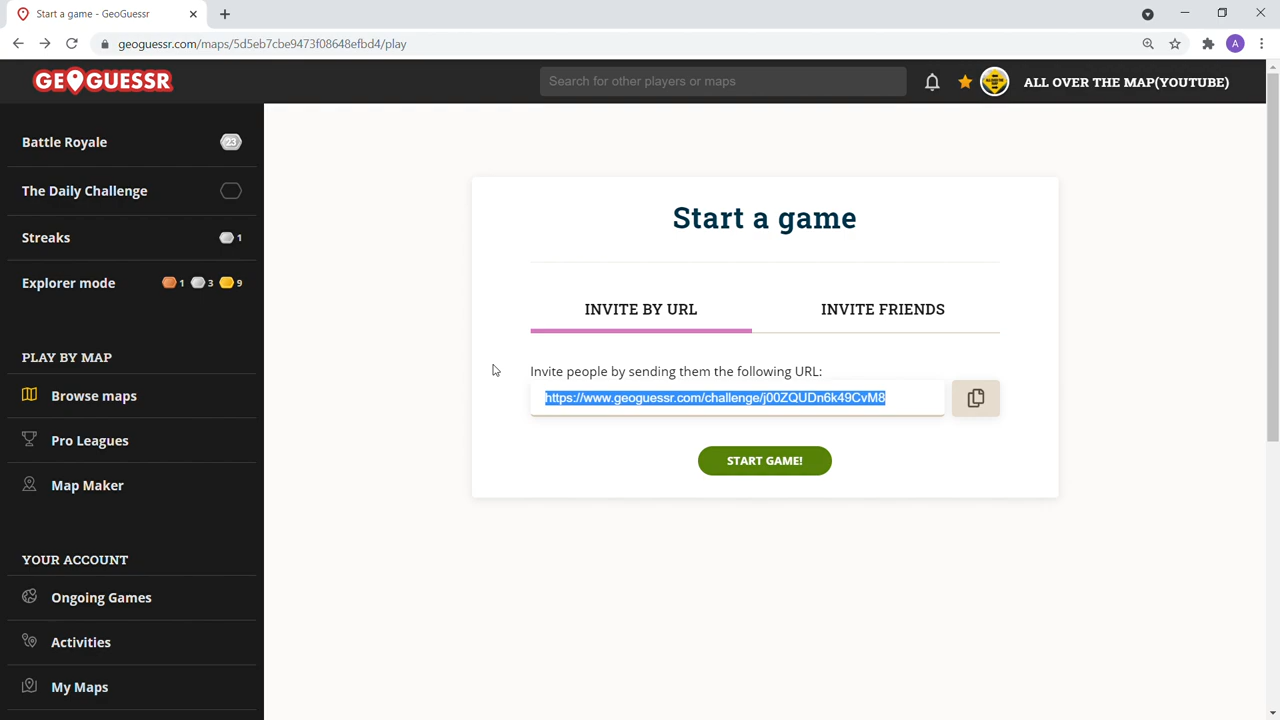 Start a game - GeoGuessr
geoguessr.com/maps/5d5eb7cbe9473f08648efbd4/play
A
GEOGUESSR
Search for other players or maps
ALL OVER THE MAP(YOUTUBE)
Battle Royale 23
The Daily Challenge
Streaks 1
Explorer mode 1 3 9
PLAY BY MAP
Browse maps
Pro Leagues
Map Maker
YOUR ACCOUNT
Ongoing Games
Activities
My Maps
Start a game
INVITE BY URL INVITE FRIENDS
Invite people by sending them the following URL:
https://www.geoguessr.com/challenge/j00ZQUDn6k49CvM8
START GAME!